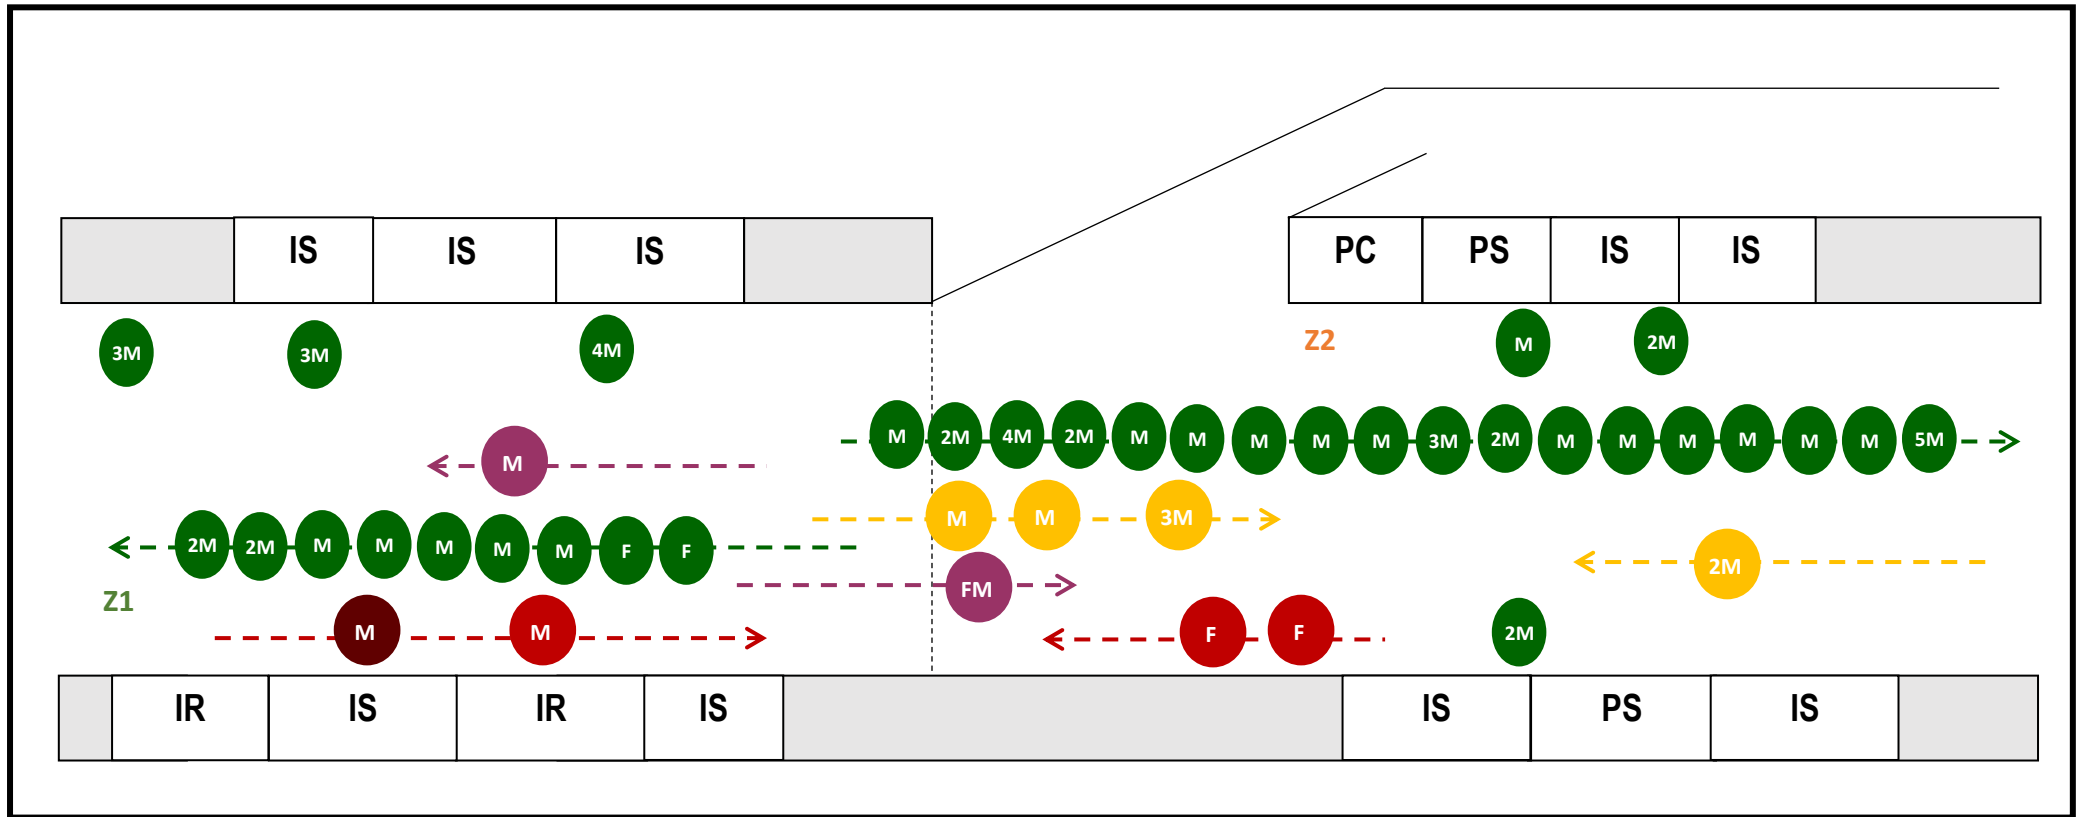 IS IS IS PC PS IS IS
Z2
3M 3M 4M M 2M
M 2M 4M 2M M M M M M 3M 2M M M M M M M 5M
M
M M 3M
2M 2M M M M M M F F
2M
FM
Z1
M M F F 2M
IR IS IR IS IS PS IS